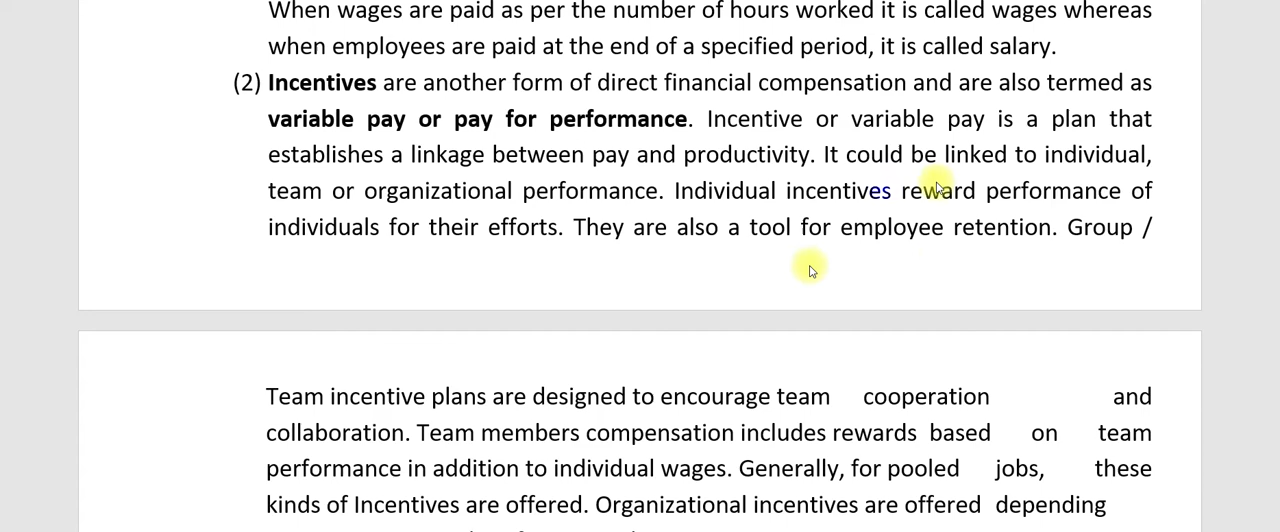 When wages are paid as per the number of hours worked it is called wages whereas
when employees are paid at the end of a specified period, it is called salary.
(2) Incentives are another form of direct financial compensation and are also termed as
variable pay or pay for performance. Incentive or variable pay is a plan that
establishes a linkage between pay and productivity. It could be linked to individual,
team or organizational performance. Individual incentives reward performance of
individuals for their efforts. They are also a tool for employee retention. Group /
Team incentive plans are designed to encourage team cooperation and
collaboration. Team members compensation includes rewards based on team
performance in addition to individual wages. Generally, for pooled jobs, these
kinds of Incentives are offered. Organizational incentives are offered depending